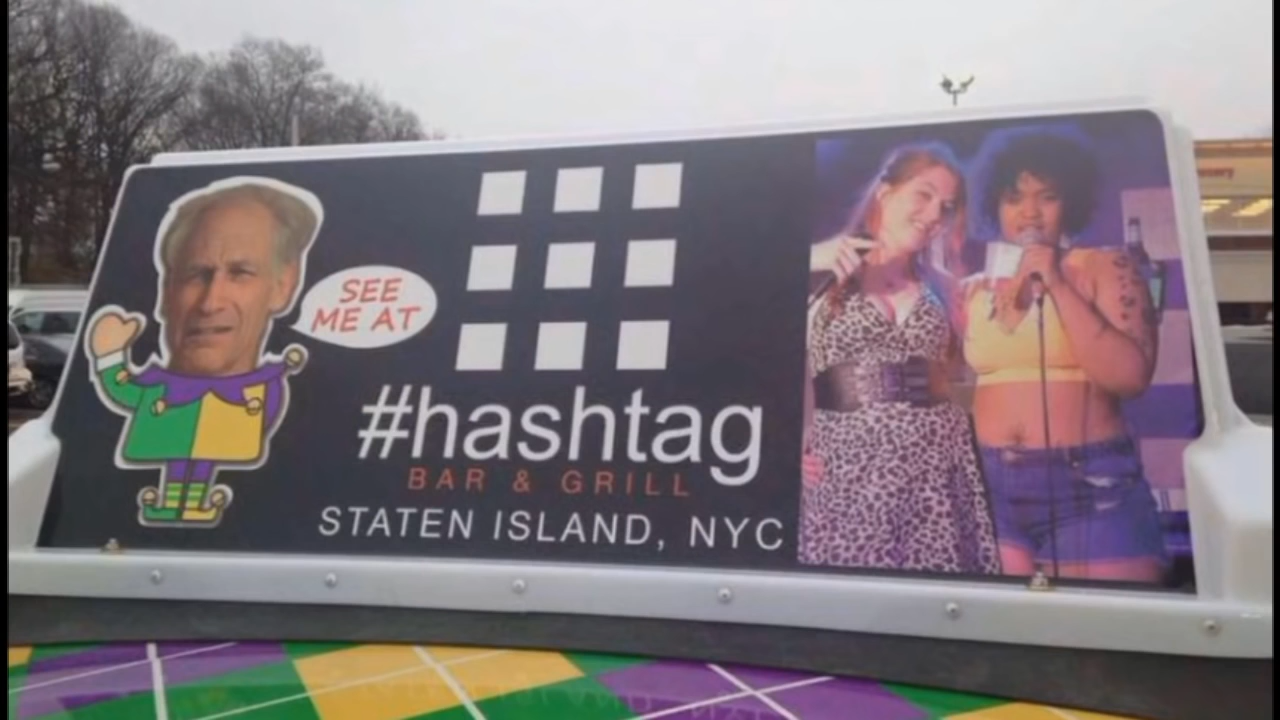 SEE
ME AT
#hashtag
BAR & GRILL
STATEN ISLAND, NYC